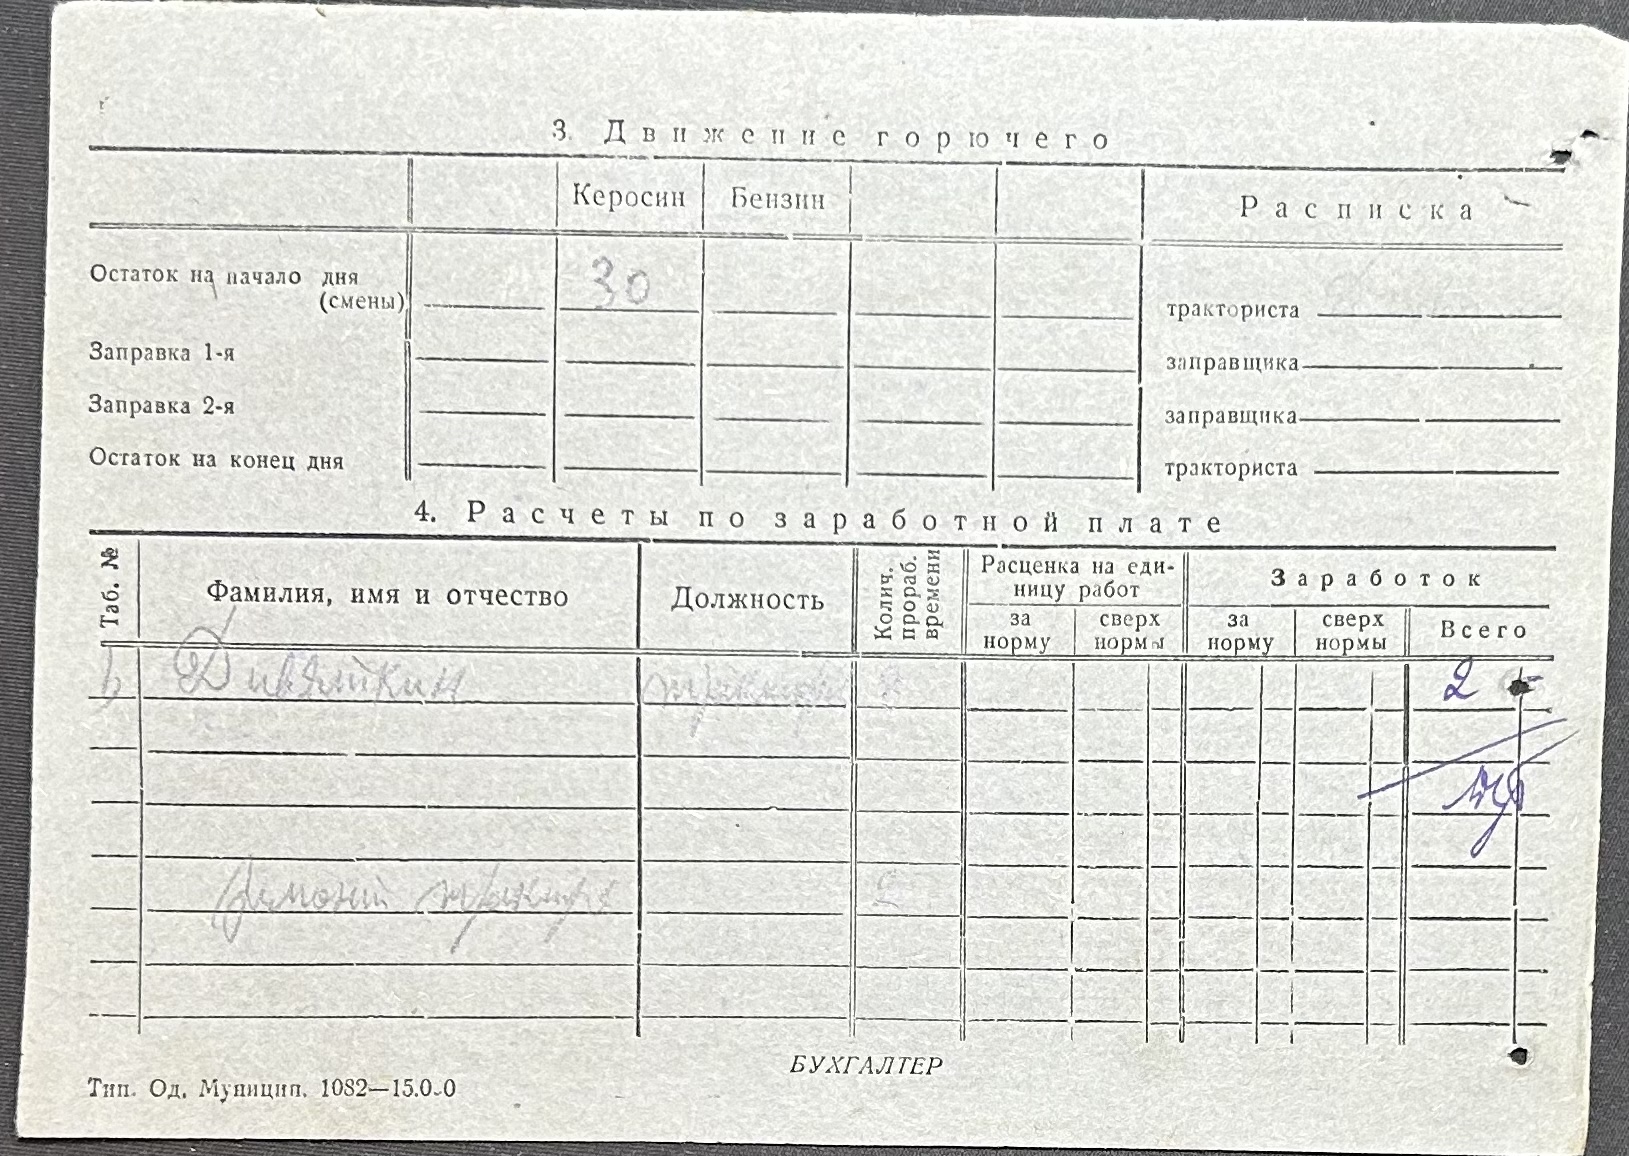 3. Движение горючего
Керосин Бензин Расписка
Остаток на начало дня
(смены) 30 тракториста
Заправка 1-я заправщика
Заправка 2-я заправщика
Остаток на конец дня тракториста
4. Расчеты по заработной плате
Таб. №
Фамилия, имя и отчество
Должность
Колич.
прораб.
времени
Расценка на еди-
ницу работ
Заработок
за
норму
сверх
нормы
за
норму
сверх
нормы
Всего
2
БУХГАЛТЕР
Тип. Од. Муницип. 1082—15.0.0